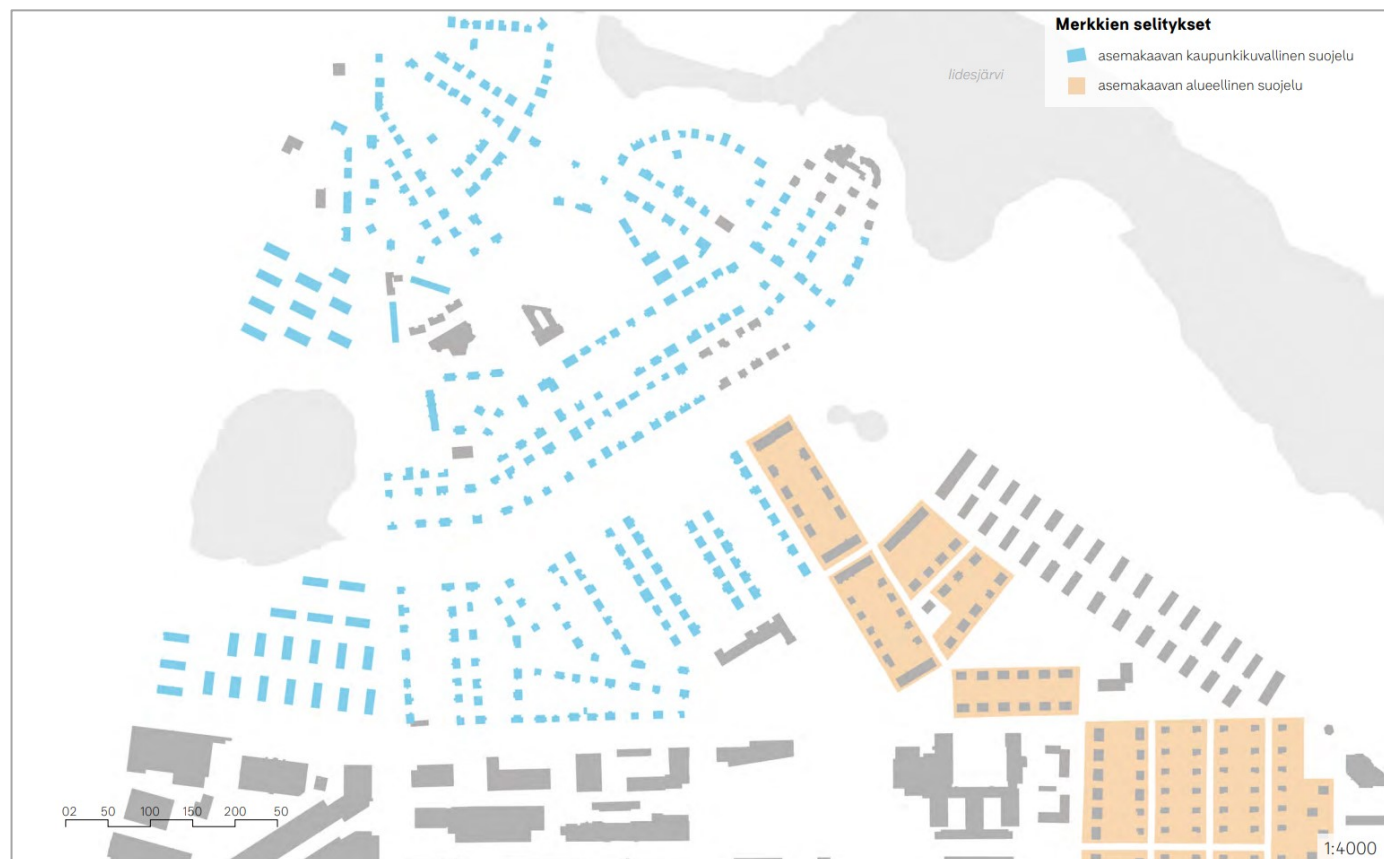 Merkkien selitykset
asemakaavan kaupunkikuvallinen suojelu
asemakaavan alueellinen suojelu
Iidesjärvi
02 50 100 150 200 50
1:4000